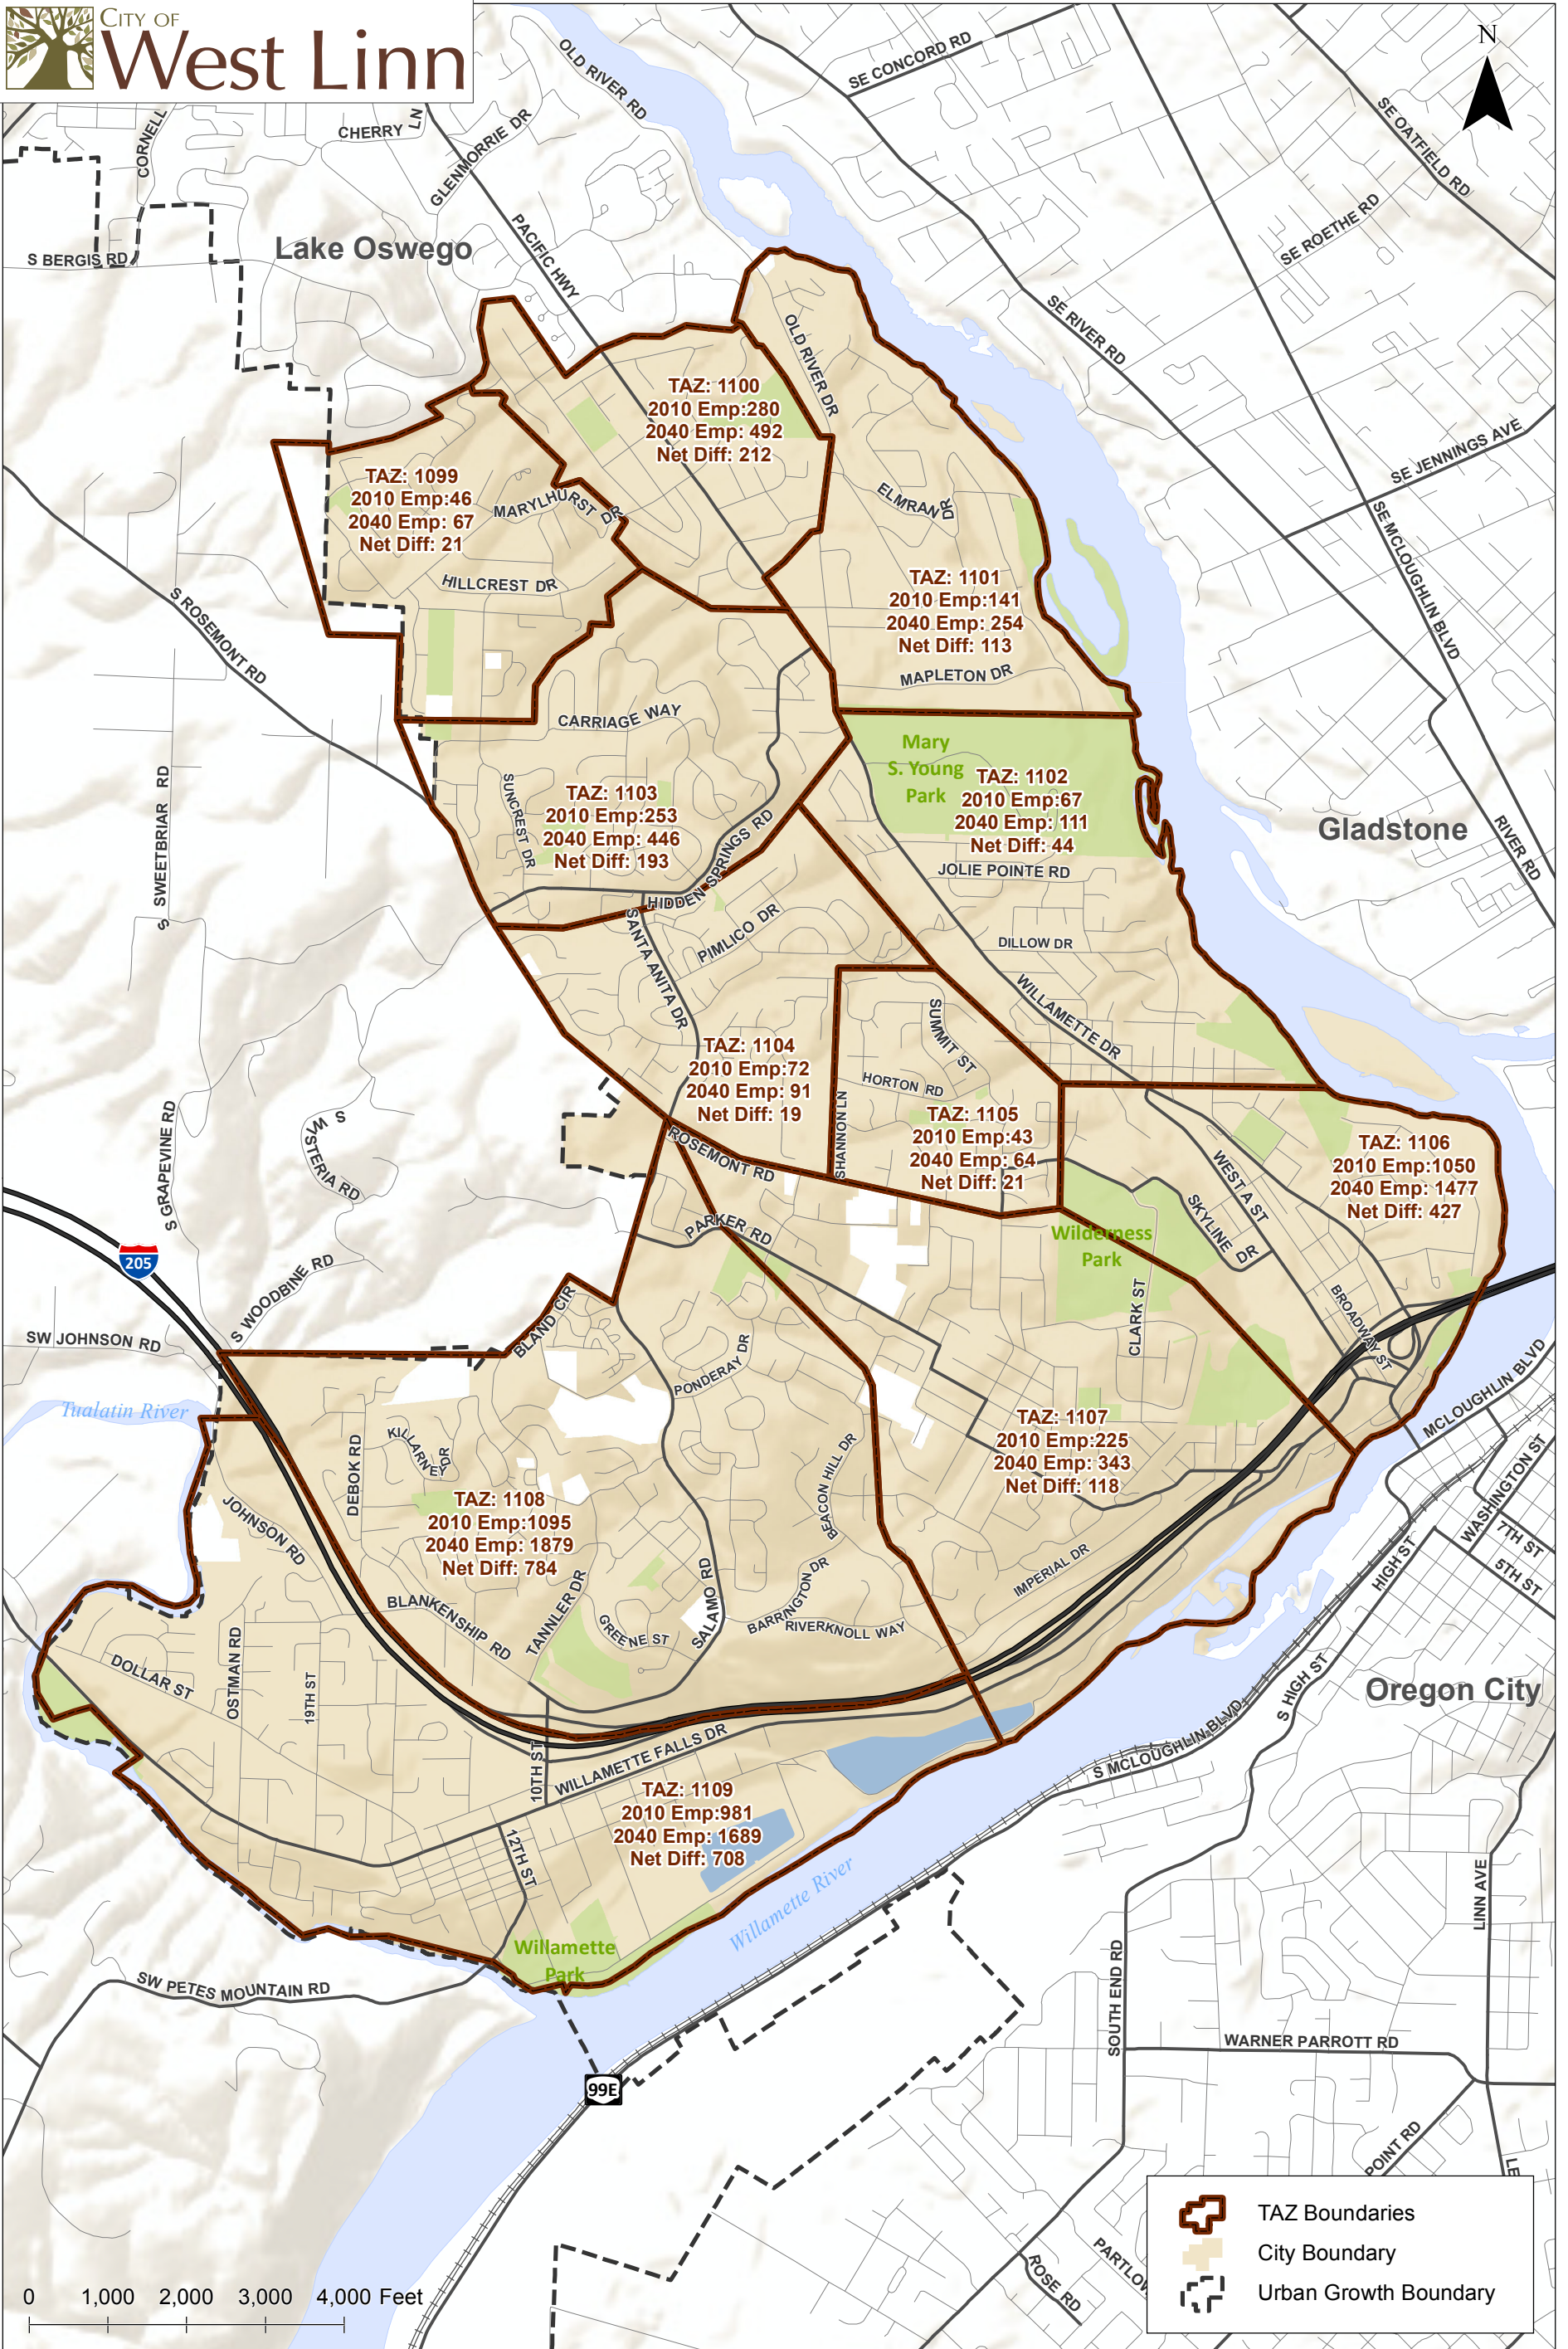 CITY OF
West Linn
N
OLD RIVER RD
SE CONCORD RD
SE OATFIELD RD
CORNELL
CHERRY LN
GLENMORRIE DR
SE ROETHE RD
PACIFIC HWY
Lake Oswego
S BERGIS RD
SE RIVER RD
OLD RIVER DR
TAZ: 1100
2010 Emp:280
2040 Emp: 492
Net Diff: 212
SE JENNINGS AVE
TAZ: 1099
2010 Emp:46
2040 Emp: 67
Net Diff: 21
MARYLHURST DR
ELMRAN DR
SE MCLOUGHLIN BLVD
HILLCREST DR
S ROSEMONT RD
TAZ: 1101
2010 Emp:141
2040 Emp: 254
Net Diff: 113
MAPLETON DR
CARRIAGE WAY
Mary
S. Young
Park
TAZ: 1102
2010 Emp:67
2040 Emp: 111
Net Diff: 44
SUNCREST DR
TAZ: 1103
2010 Emp:253
2040 Emp: 446
Net Diff: 193
S SWEETBRIAR RD
Gladstone
RIVER RD
JOLIE POINTE RD
HIDDEN SPRINGS RD
SANTA ANITA DR
PIMLICO DR
DILLOW DR
WILLAMETTE DR
SUMMIT ST
TAZ: 1104
2010 Emp:72
2040 Emp: 91
Net Diff: 19
HORTON RD
SHANNON LN
TAZ: 1105
2010 Emp:43
2040 Emp: 64
Net Diff: 21
S WISTERIA RD
S GRAPEVINE RD
ROSEMONT RD
TAZ: 1106
2010 Emp:1050
2040 Emp: 1477
Net Diff: 427
WEST A ST
SKYLINE DR
PARKER RD
Wilderness
Park
205
S WOODBINE RD
CLARK ST
BROADWAY ST
BLAND CIR
SW JOHNSON RD
PONDERAY DR
MCLOUGHLIN BLVD
Tualatin River
KILLARNEY DR
DEBOK RD
BEACON HILL DR
TAZ: 1107
2010 Emp:225
2040 Emp: 343
Net Diff: 118
WASHINGTON ST
7TH ST
5TH ST
HIGH ST
TAZ: 1108
2010 Emp:1095
2040 Emp: 1879
Net Diff: 784
JOHNSON RD
IMPERIAL DR
BLANKENSHIP RD
TANNLER DR
GREENE ST
SALAMO RD
BARRINGTON DR
RIVERKNOLL WAY
DOLLAR ST
OSTMAN RD
19TH ST
S HIGH ST
Oregon City
10TH ST
WILLAMETTE FALLS DR
S MCLOUGHLIN BLVD
TAZ: 1109
2010 Emp:981
2040 Emp: 1689
Net Diff: 708
12TH ST
Willamette River
LINN AVE
Willamette
Park
SW PETES MOUNTAIN RD
SOUTH END RD
WARNER PARROTT RD
99E
POINT RD
LE
PARTLOW
ROSE RD
TAZ Boundaries
City Boundary
Urban Growth Boundary
0 1,000 2,000 3,000 4,000 Feet